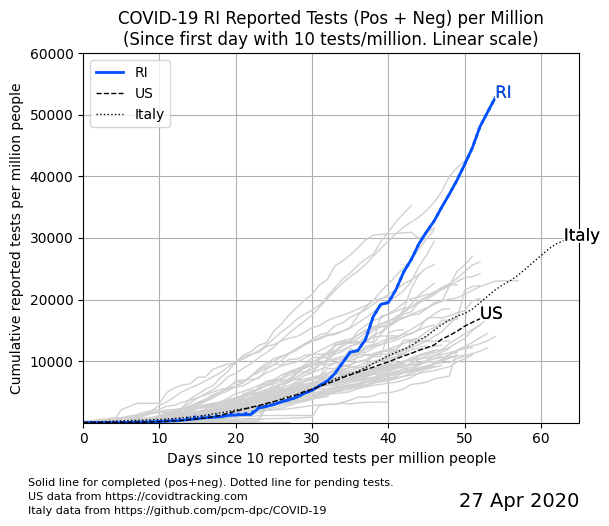 COVID-19 RI Reported Tests (Pos + Neg) per Million
(Since first day with 10 tests/million. Linear scale)
60000
50000
40000
30000
20000
10000
Cumulative reported tests per million people
RI
US
Italy
RI
Italy
US
0 10 20 30 40 50 60
Days since 10 reported tests per million people
Solid line for completed (pos+neg). Dotted line for pending tests.
US data from https://covidtracking.com
Italy data from https://github.com/pcm-dpc/COVID-19
27 Apr 2020